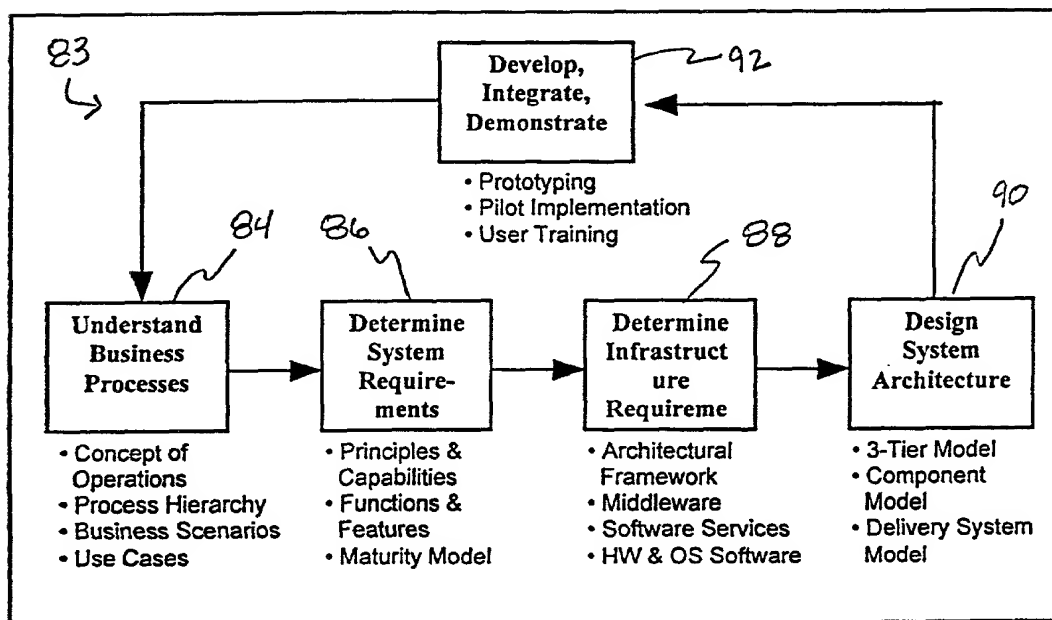 83
Develop,
Integrate,
Demonstrate
92
• Prototyping
• Pilot Implementation
• User Training
84
86
88
90
Understand
Business
Processes
• Concept of
Operations
• Process Hierarchy
• Business Scenarios
• Use Cases
Determine
System
Require-
ments
• Principles &
Capabilities
• Functions &
Features
• Maturity Model
Determine
Infrastruct
ure
Requireme
• Architectural
Framework
• Middleware
• Software Services
• HW & OS Software
Design
System
Architecture
• 3-Tier Model
• Component
Model
• Delivery System
Model